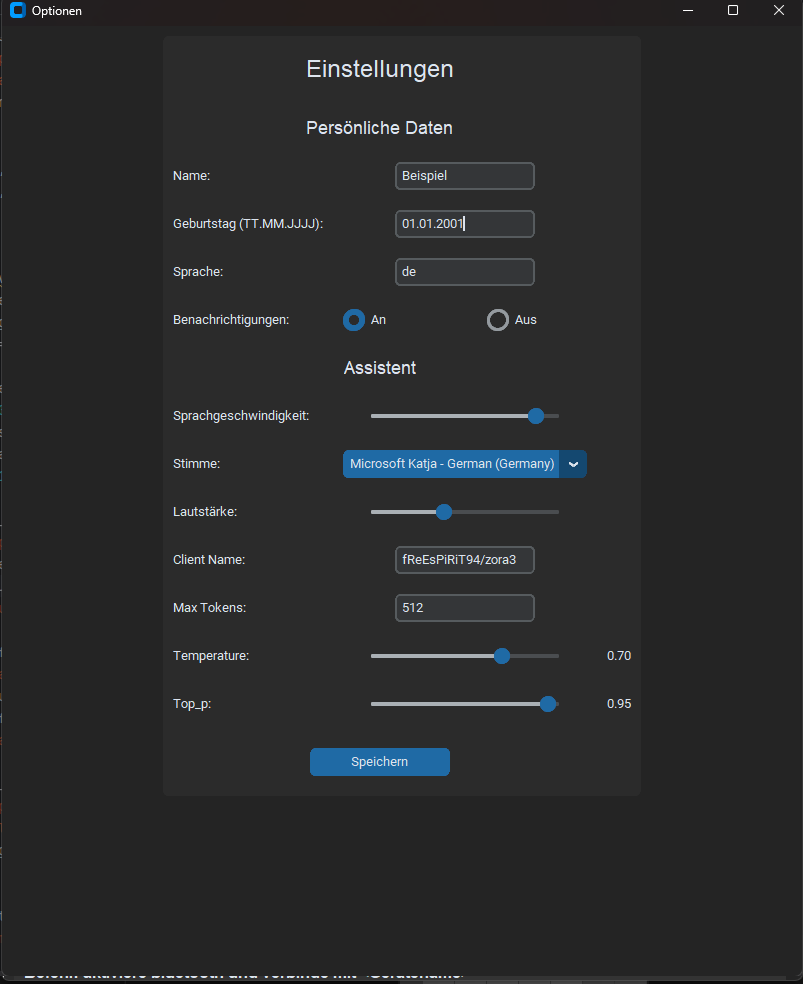 Optionen
Einstellungen
Persönliche Daten
Name: Beispiel
Geburtstag (TT.MM.JJJJ): 01.01.2001
Sprache: de
Benachrichtigungen: An Aus
Assistent
Sprachgeschwindigkeit:
Stimme: Microsoft Katja - German (Germany)
Lautstärke:
Client Name: fReEsPiRiT94/zora3
Max Tokens: 512
Temperature: 0.70
Top_p: 0.95
Speichern